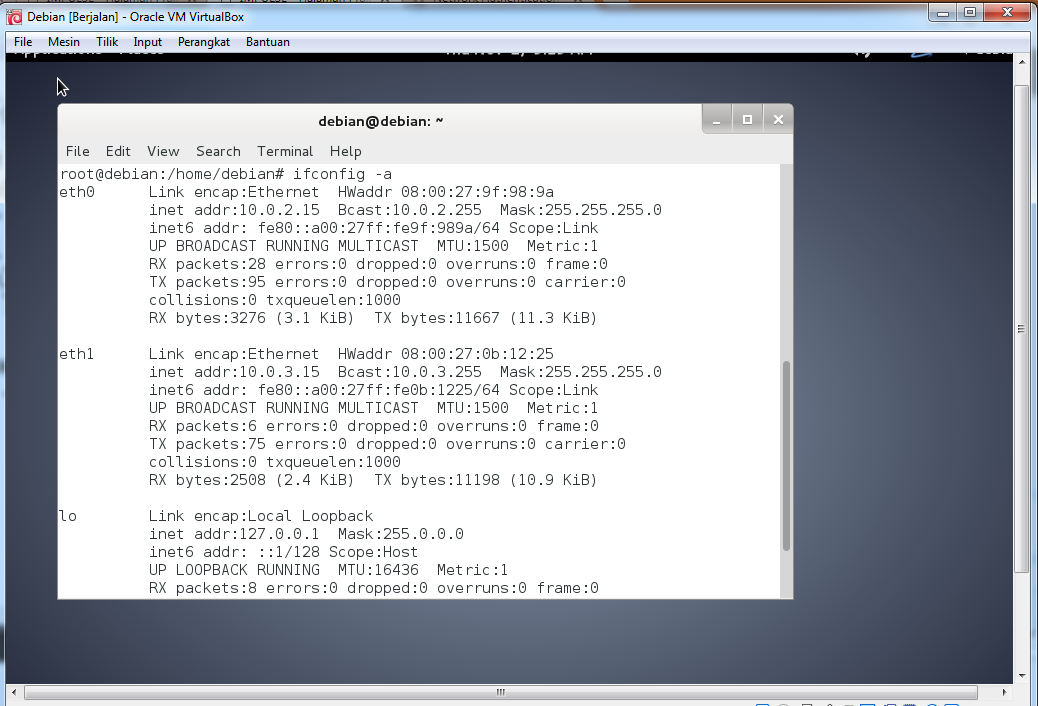 Debian [Berjalan] - Oracle VM VirtualBox
File Mesin Tilik Input Perangkat Bantuan
debian@debian: ~
File Edit View Search Terminal Help
root@debian:/home/debian# ifconfig -a
eth0 Link encap:Ethernet HWaddr 08:00:27:9f:98:9a
inet addr:10.0.2.15 Bcast:10.0.2.255 Mask:255.255.255.0
inet6 addr: fe80::a00:27ff:fe9f:989a/64 Scope:Link
UP BROADCAST RUNNING MULTICAST MTU:1500 Metric:1
RX packets:28 errors:0 dropped:0 overruns:0 frame:0
TX packets:95 errors:0 dropped:0 overruns:0 carrier:0
collisions:0 txqueuelen:1000
RX bytes:3276 (3.1 KiB) TX bytes:11667 (11.3 KiB)
eth1 Link encap:Ethernet HWaddr 08:00:27:0b:12:25
inet addr:10.0.3.15 Bcast:10.0.3.255 Mask:255.255.255.0
inet6 addr: fe80::a00:27ff:fe0b:1225/64 Scope:Link
UP BROADCAST RUNNING MULTICAST MTU:1500 Metric:1
RX packets:6 errors:0 dropped:0 overruns:0 frame:0
TX packets:75 errors:0 dropped:0 overruns:0 carrier:0
collisions:0 txqueuelen:1000
RX bytes:2508 (2.4 KiB) TX bytes:11198 (10.9 KiB)
lo Link encap:Local Loopback
inet addr:127.0.0.1 Mask:255.0.0.0
inet6 addr: ::1/128 Scope:Host
UP LOOPBACK RUNNING MTU:16436 Metric:1
RX packets:8 errors:0 dropped:0 overruns:0 frame:0